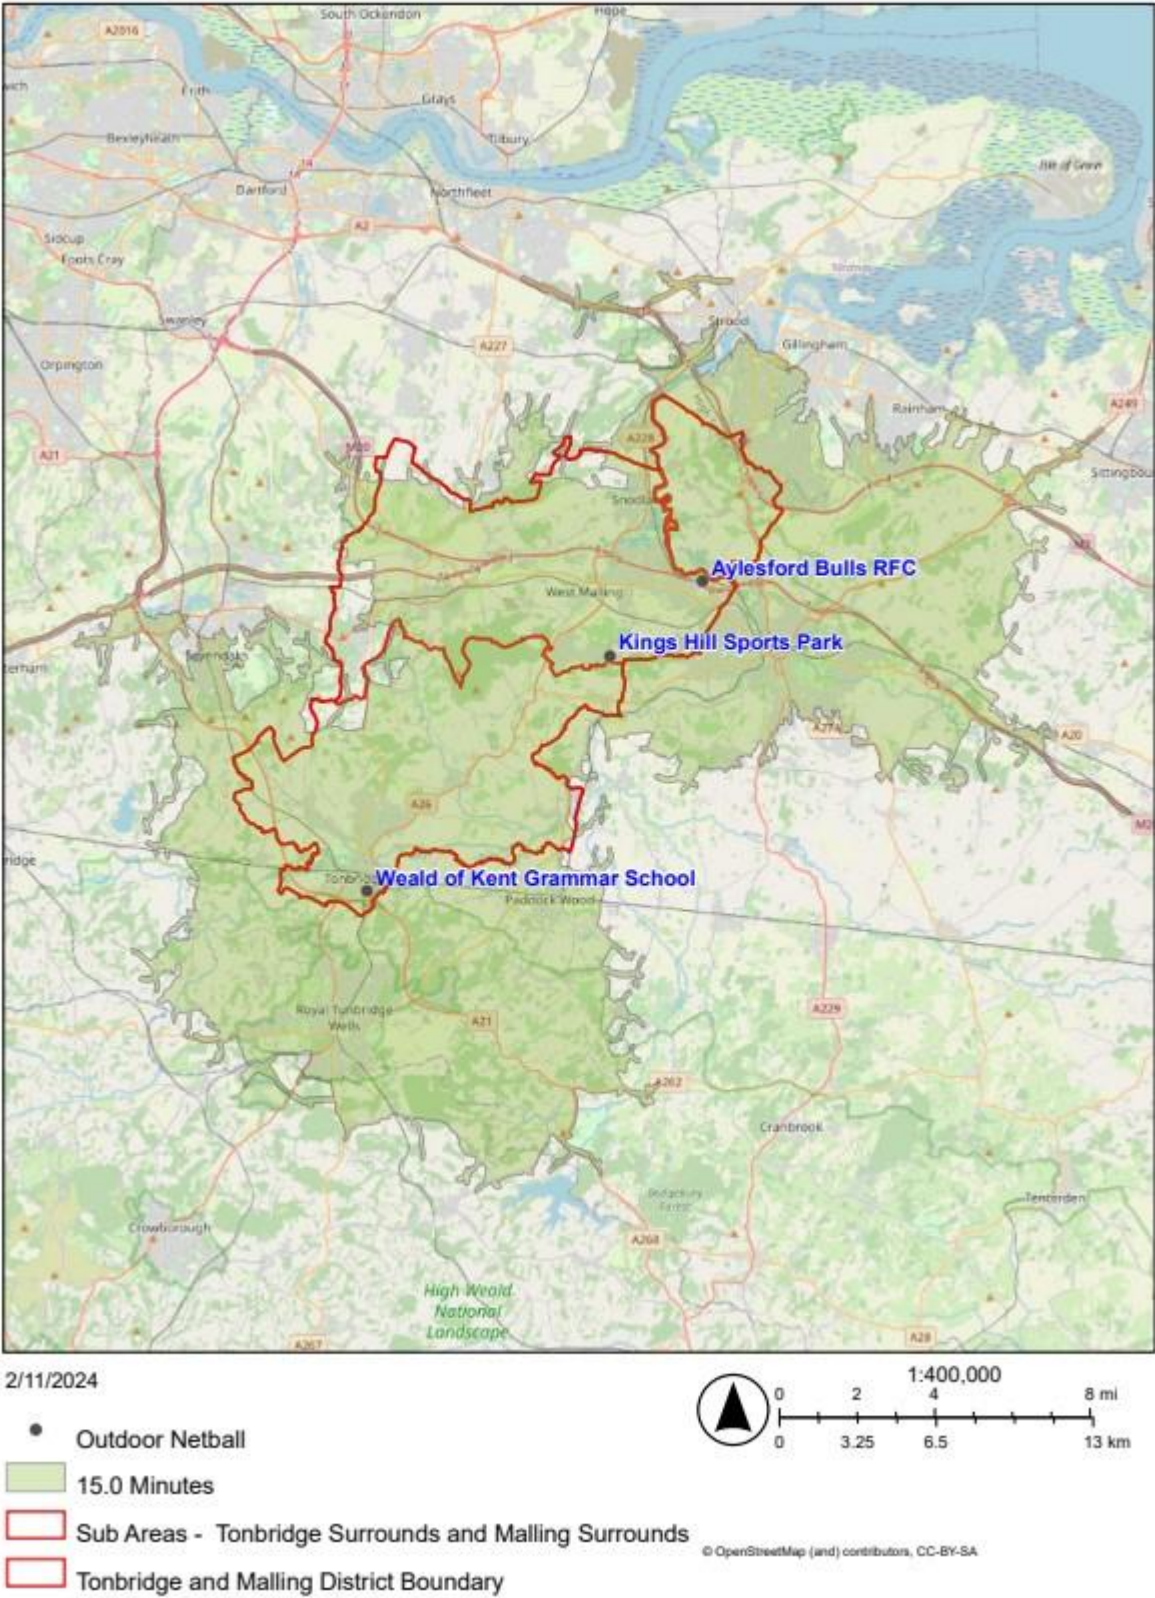 South Ockendon
Hope
A2016
Erith
Grays
Bexleyheath
Tilbury
Isle of Grain
Dartford
Northfleet
A2
Sidcup
Foots Cray
Swanley
Strood
A227
Gillingham
Orpington
A249
Rainham
A228
A21
M20
Sittingbou
Snodla
Aylesford Bulls RFC
West Malling
Kings Hill Sports Park
Sevenoaks
terham
A274
A20
A26
M20
ridge
Tonbridge
Weald of Kent Grammar School
Paddock Wood
A229
Royal Tunbridge
Wells
A21
A262
Cranbrook
Tenterden
Crowborough
A268
High Weald
National
Landscape
A267
A28
2/11/2024
1:400,000
0 2 4 8 mi
0 3.25 6.5 13 km
Outdoor Netball
15.0 Minutes
Sub Areas - Tonbridge Surrounds and Malling Surrounds
© OpenStreetMap (and) contributors, CC-BY-SA
Tonbridge and Malling District Boundary